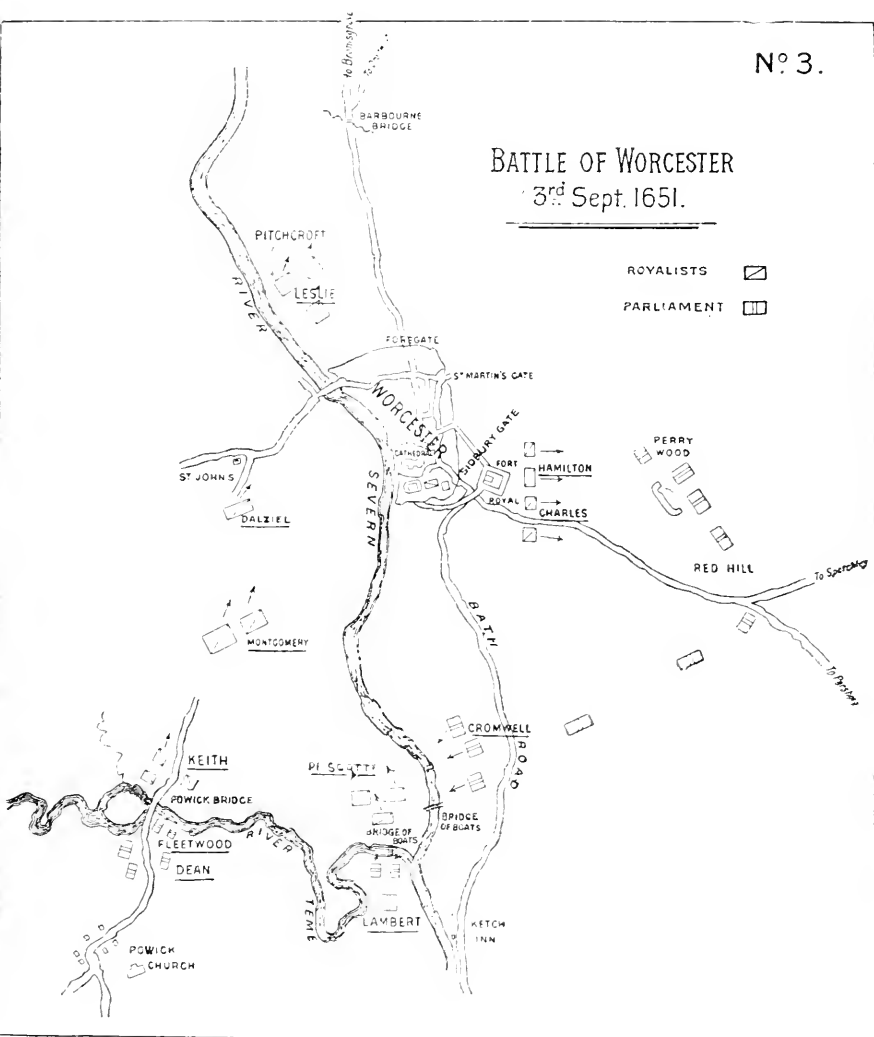 to Bromsgrove
Nº 3.
BARBOURNE
BRIDGE
BATTLE OF WORCESTER
3rd Sept. 1651.
PITCHCROFT
ROYALISTS
LESLIE
RIVER
PARLIAMENT
FOREGATE
ST MARTIN'S GATE
WORCESTER
SIDBURY GATE
PERRY
WOOD
CATHEDRAL
FORT
HAMILTON
ST JOHNS
ROYAL
CHARLES
SEVERN
DALZIEL
RED HILL
To Spetchley
BATH
MONTGOMERY
To Pershore
CROMWELL
ROAD
KEITH
POWICK BRIDGE
BRIDGE
OF BOATS
BRIDGE OF
BOATS
RIVER
FLEETWOOD
DEAN
TEME
LAMBERT
KETCH
INN
POWICK
CHURCH